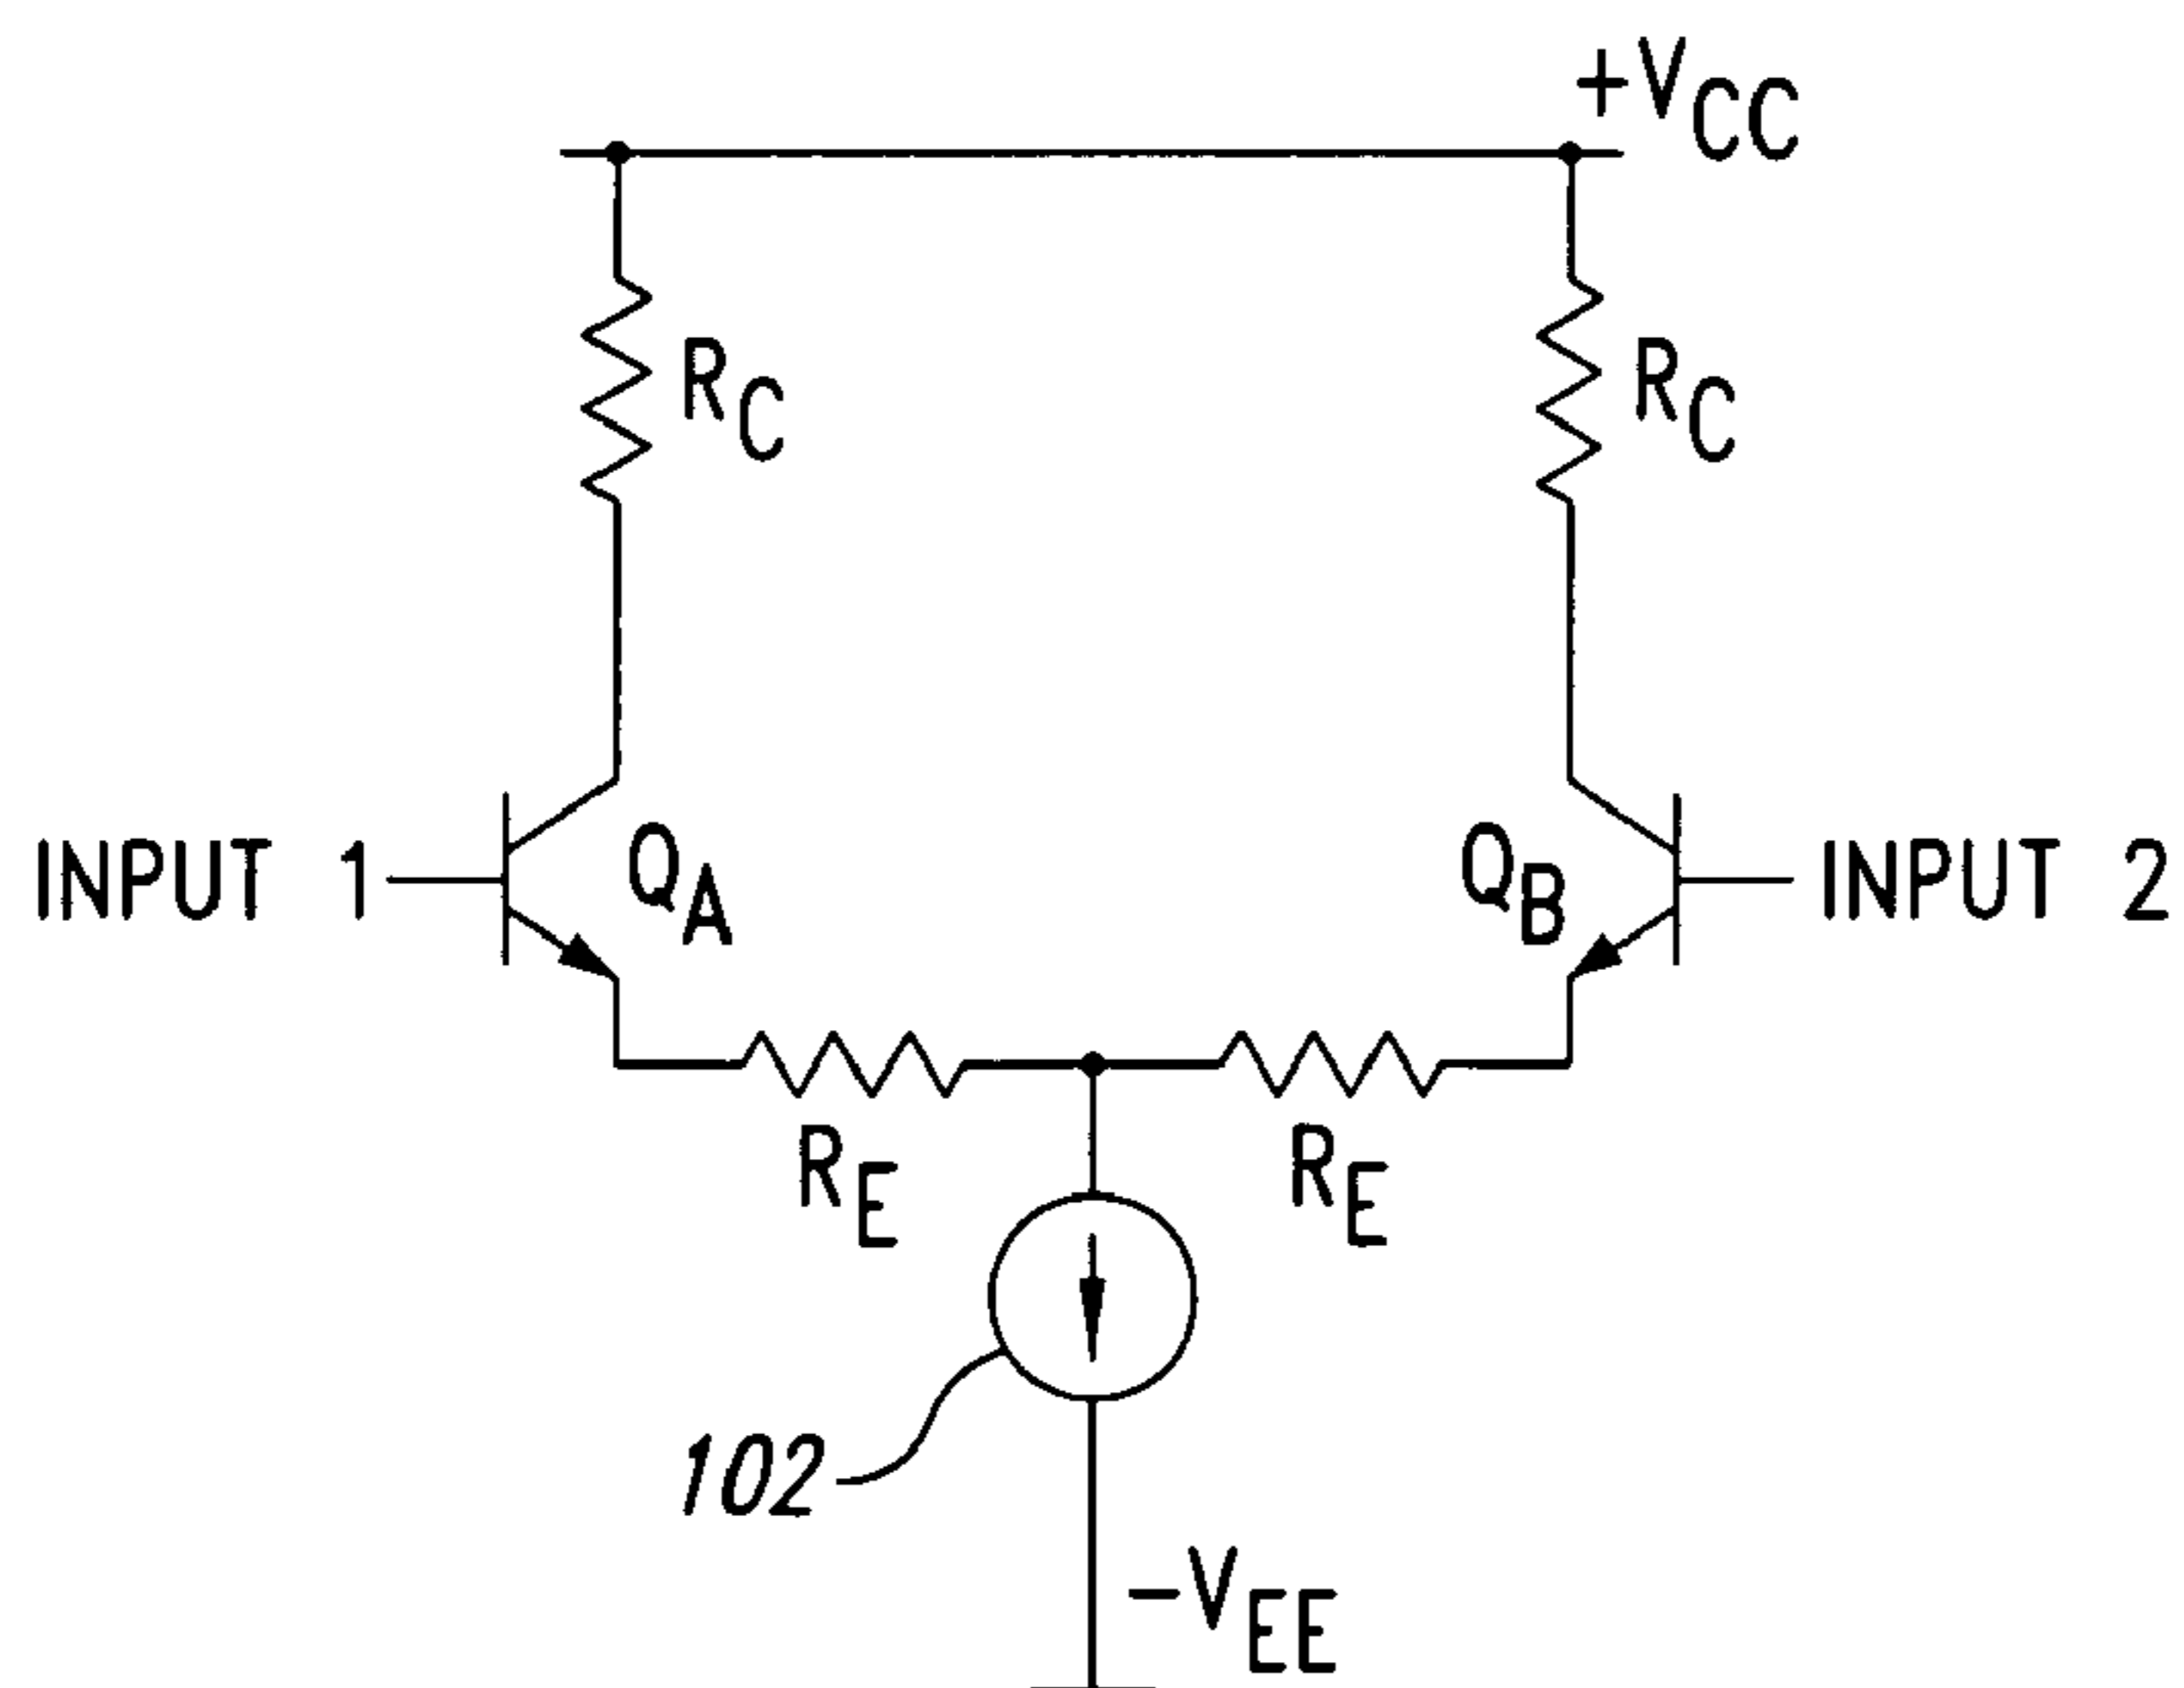 +VCC
RC
RC
INPUT 1
QA
QB
INPUT 2
RE
RE
102
-VEE